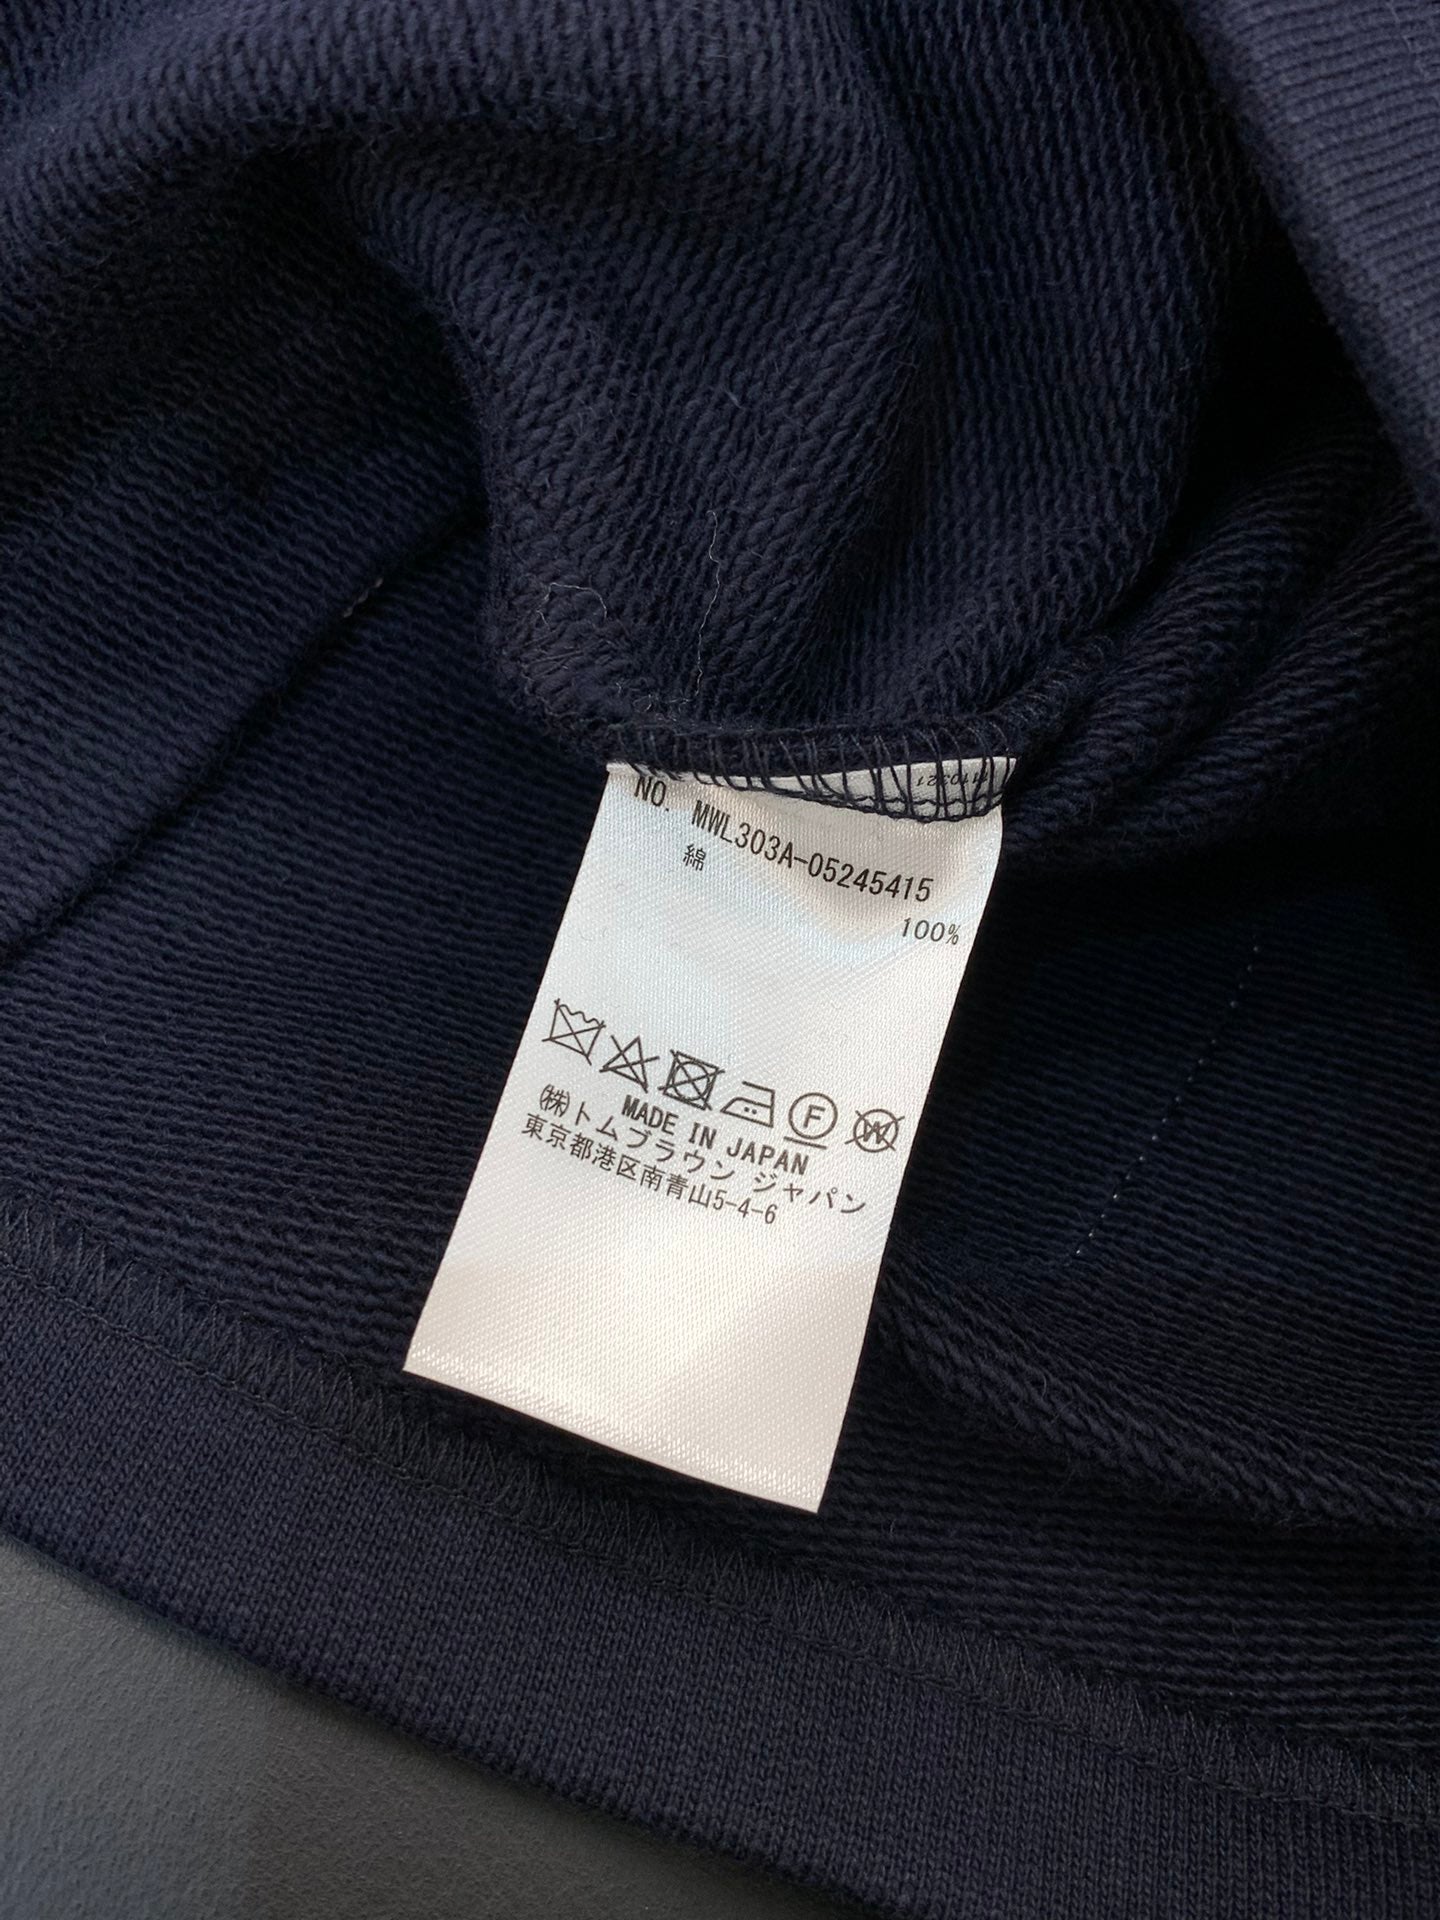 NO. MWL303A-05245415
綿 100%
F W
MADE IN JAPAN
㈱トムブラウン ジャパン
東京都港区南青山5-4-6